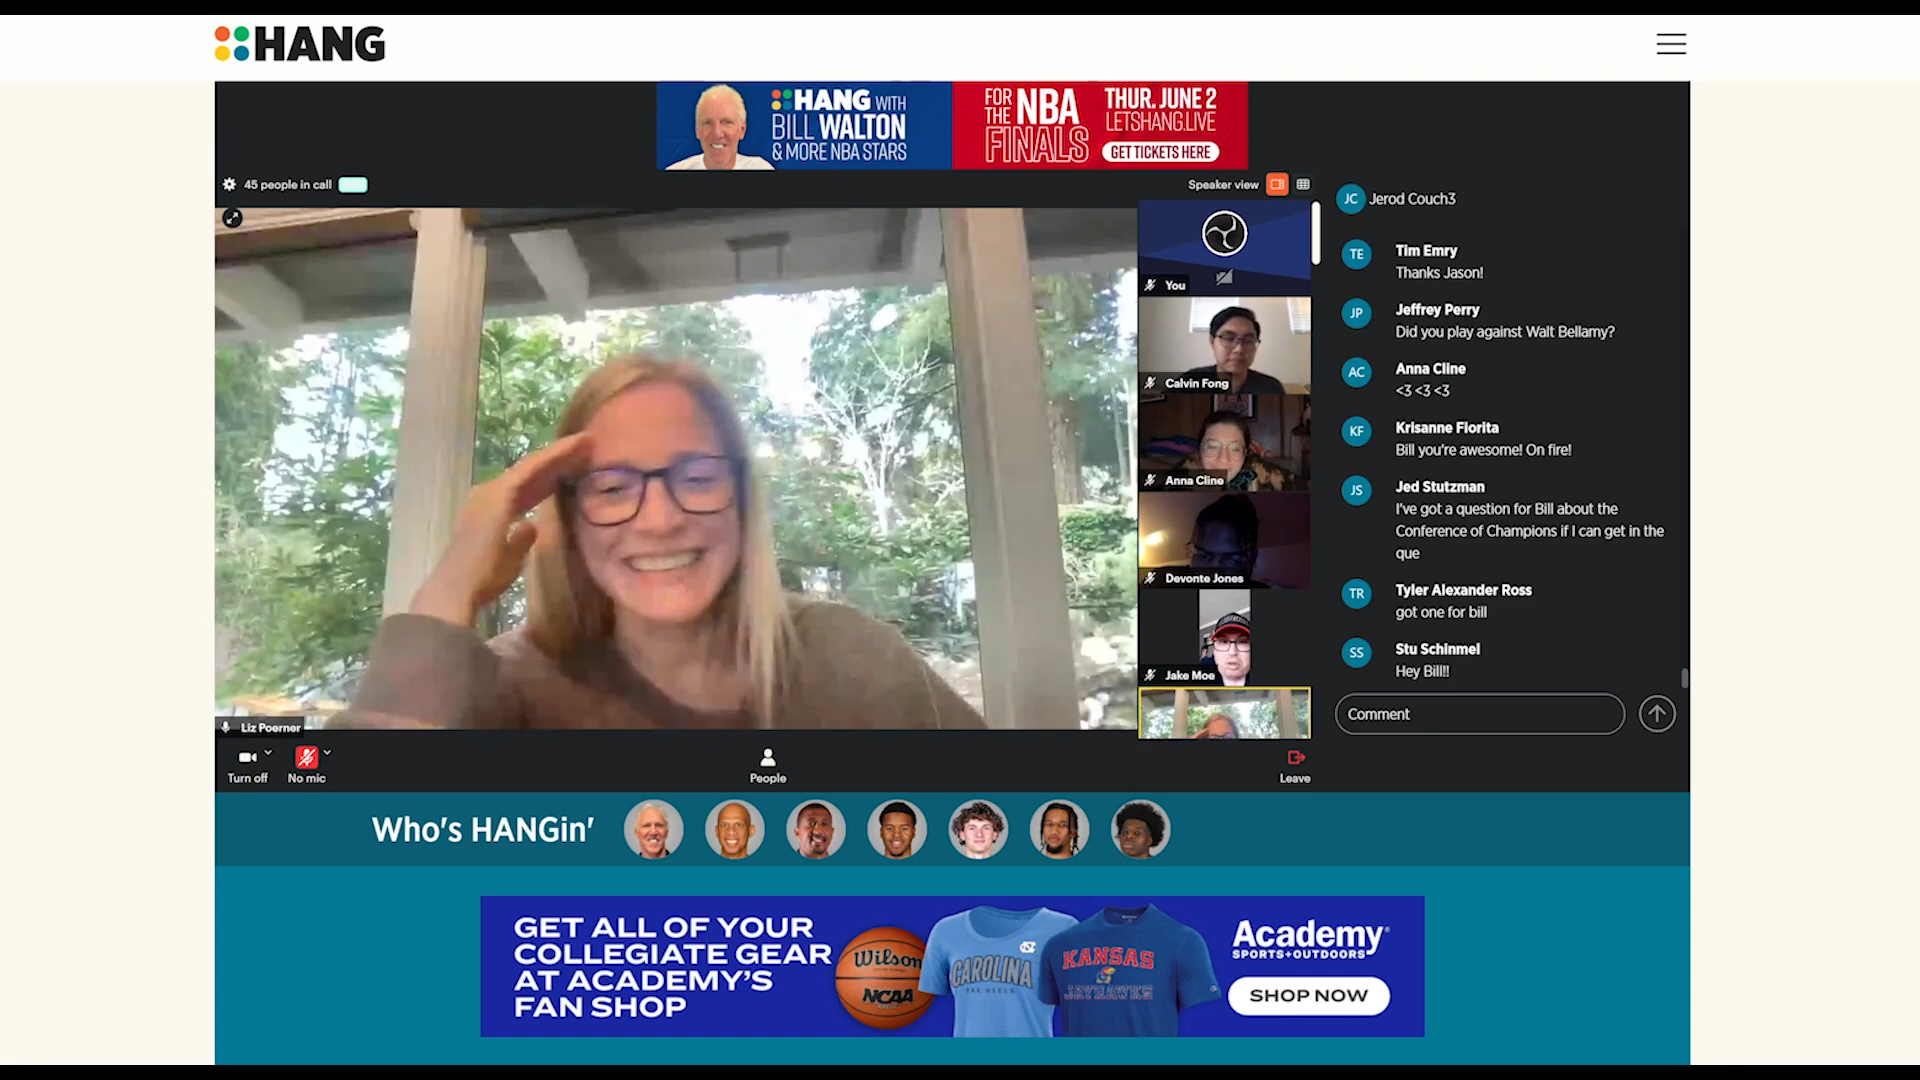 HANG
HANG WITH
BILL WALTON
& MORE NBA STARS
FOR THE NBA FINALS
THUR. JUNE 2
LETSHANG.LIVE
GET TICKETS HERE
45 people in call
Speaker view
You
Calvin Fong
Anna Cline
Devonte Jones
Jake Moe
Liz Poerner
Turn off
No mic
People
Leave
JC Jerod Couch3
TE Tim Emry
Thanks Jason!
JP Jeffrey Perry
Did you play against Walt Bellamy?
AC Anna Cline
<3 <3 <3
KF Krisanne Fiorita
Bill you're awesome! On fire!
JS Jed Stutzman
I've got a question for Bill about the
Conference of Champions if I can get in the
que
TR Tyler Alexander Ross
got one for bill
SS Stu Schinmel
Hey Bill!!
Comment
Who's HANGin'
GET ALL OF YOUR
COLLEGIATE GEAR
AT ACADEMY'S
FAN SHOP
Wilson
NCAA
NC
CAROLINA
TAR HEELS
KANSAS
JAYHAWKS
Academy
SPORTS+OUTDOORS
SHOP NOW